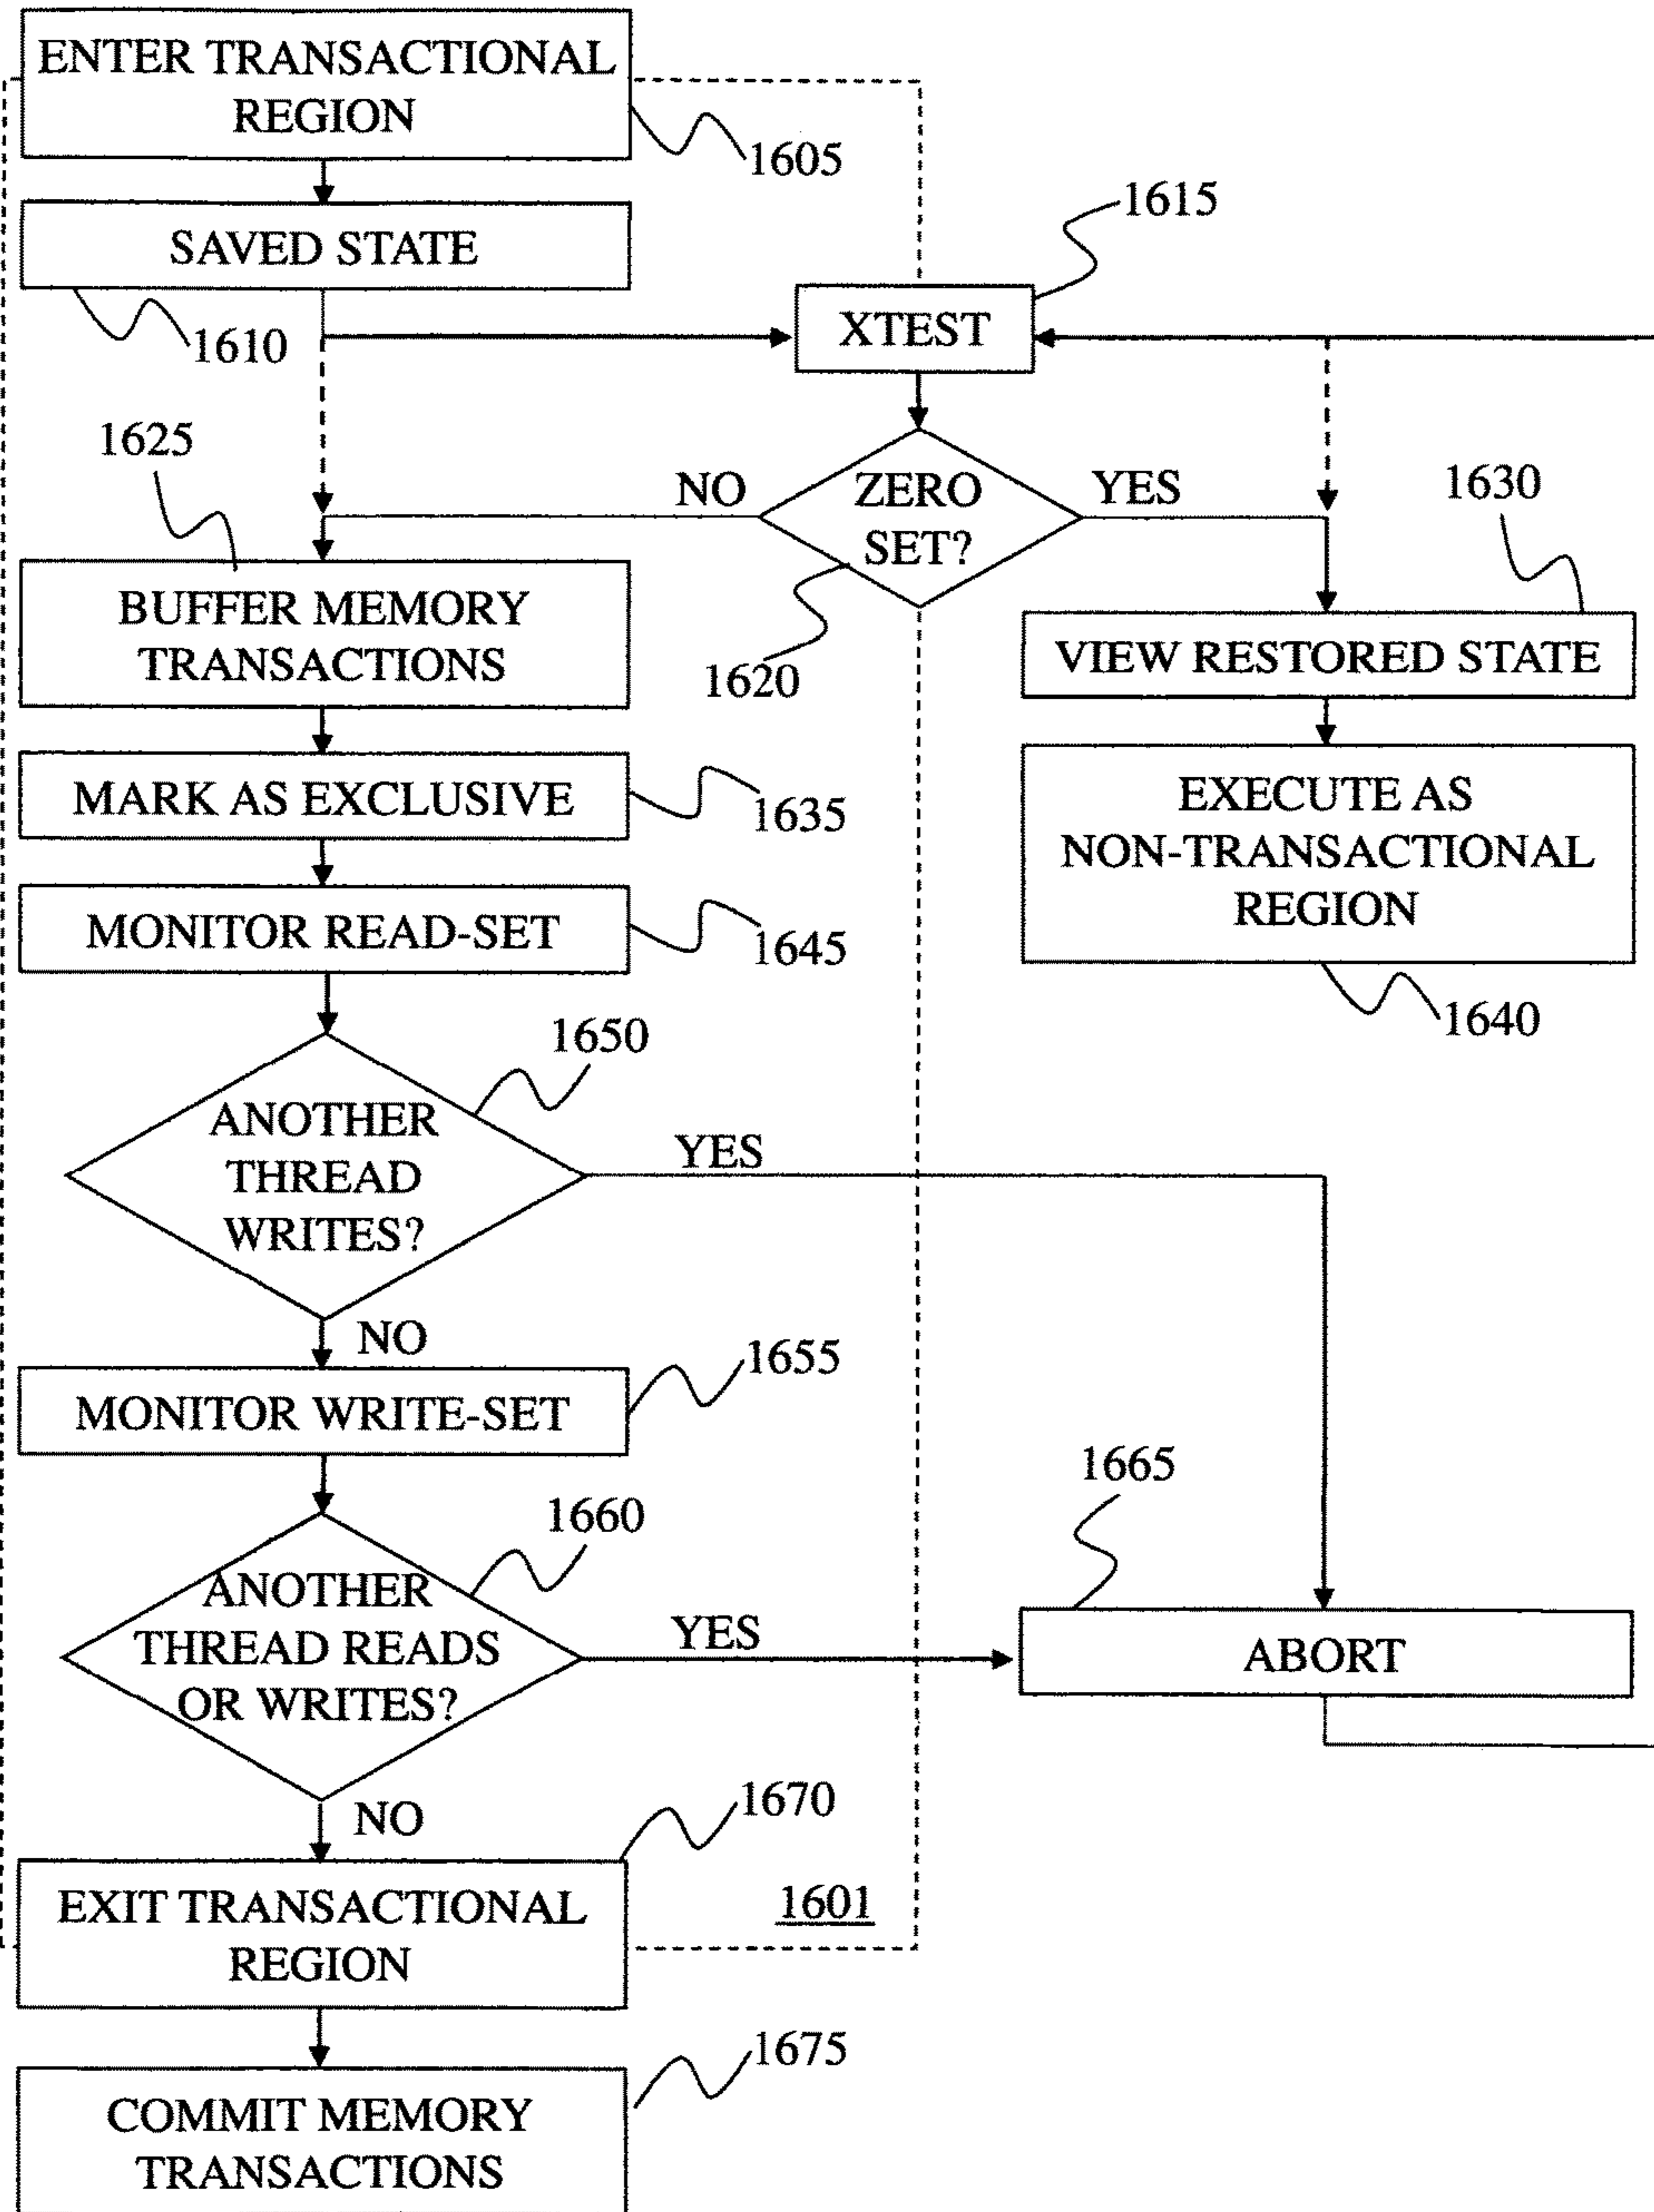 ENTER TRANSACTIONAL
REGION
1605
SAVED STATE
1610
1615
XTEST
1625
NO
ZERO
SET?
YES
1630
1620
BUFFER MEMORY
TRANSACTIONS
VIEW RESTORED STATE
MARK AS EXCLUSIVE
1635
EXECUTE AS
NON-TRANSACTIONAL
REGION
1640
MONITOR READ-SET
1645
1650
ANOTHER
THREAD
WRITES?
YES
NO
MONITOR WRITE-SET
1655
1660
ANOTHER
THREAD READS
OR WRITES?
YES
1665
ABORT
NO
1670
EXIT TRANSACTIONAL
REGION
1601
1675
COMMIT MEMORY
TRANSACTIONS